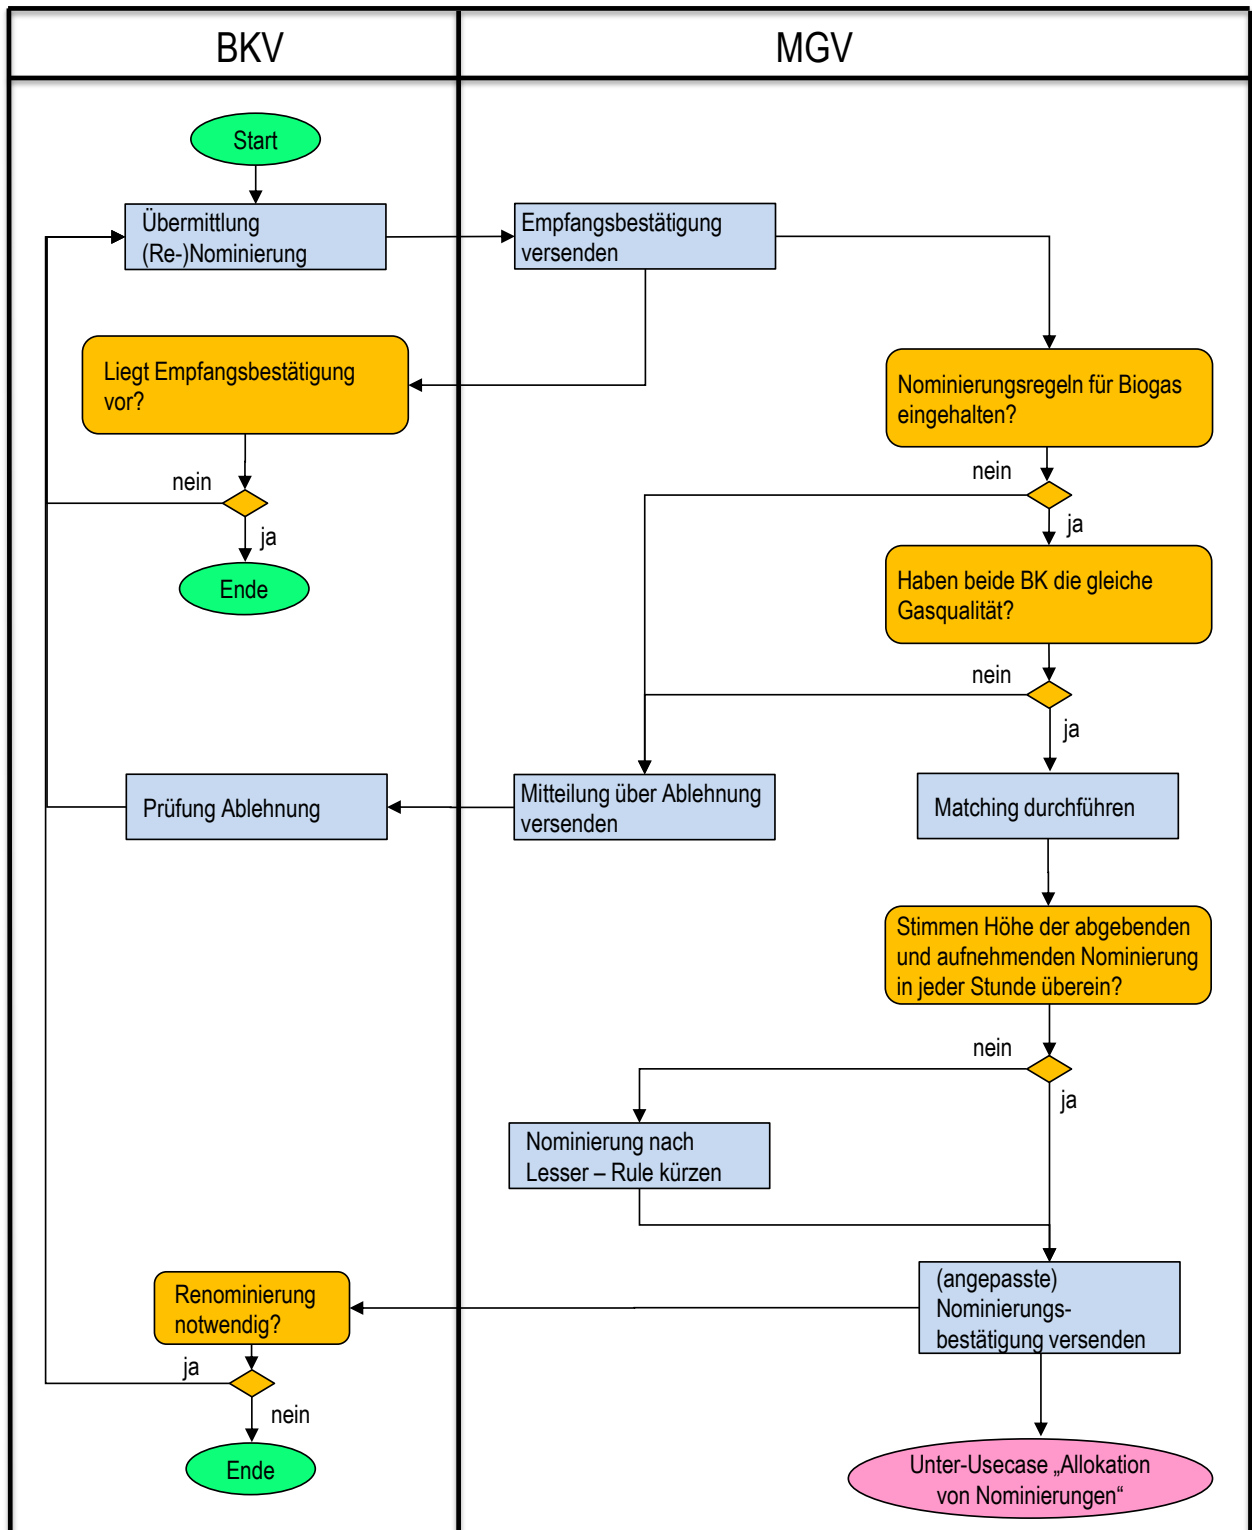 BKV
MGV
Start
Übermittlung
(Re-)Nominierung
Empfangsbestätigung
versenden
Liegt Empfangsbestätigung
vor?
Nominierungsregeln für Biogas
eingehalten?
nein
ja
Ende
nein
ja
Haben beide BK die gleiche
Gasqualität?
nein
ja
Prüfung Ablehnung
Mitteilung über Ablehnung
versenden
Matching durchführen
Stimmen Höhe der abgebenden
und aufnehmenden Nominierung
in jeder Stunde überein?
nein
ja
Nominierung nach
Lesser – Rule kürzen
(angepasste)
Nominierungs-
bestätigung versenden
Renominierung
notwendig?
ja
nein
Ende
Unter-Usecase „Allokation
von Nominierungen“